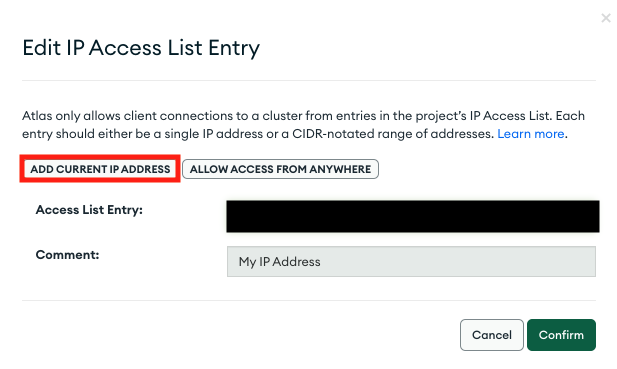 Edit IP Access List Entry
Atlas only allows client connections to a cluster from entries in the project's IP Access List. Each
entry should either be a single IP address or a CIDR-notated range of addresses. Learn more.
ADD CURRENT IP ADDRESS ALLOW ACCESS FROM ANYWHERE
Access List Entry:
Comment: My IP Address
Cancel Confirm